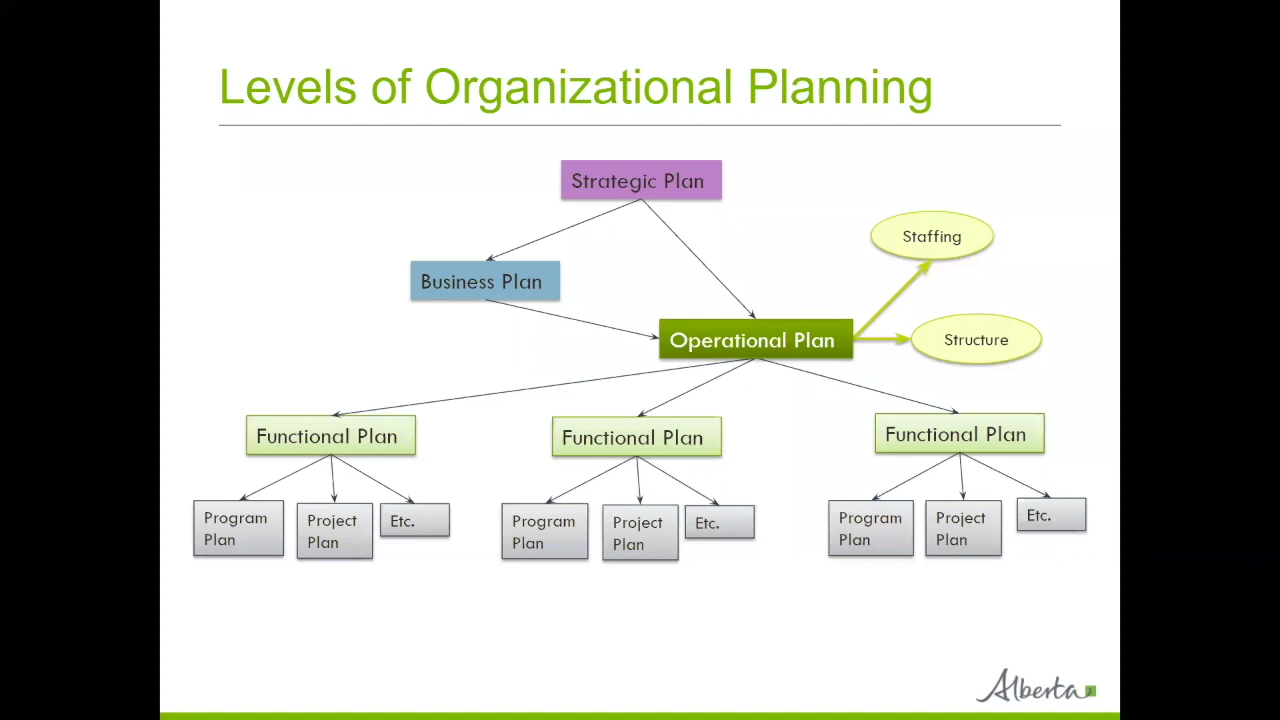 Levels of Organizational Planning
Strategic Plan
Staffing
Business Plan
Operational Plan
Structure
Functional Plan
Functional Plan
Functional Plan
Program
Plan
Project
Plan
Etc.
Program
Plan
Project
Plan
Etc.
Program
Plan
Project
Plan
Etc.
Alberta